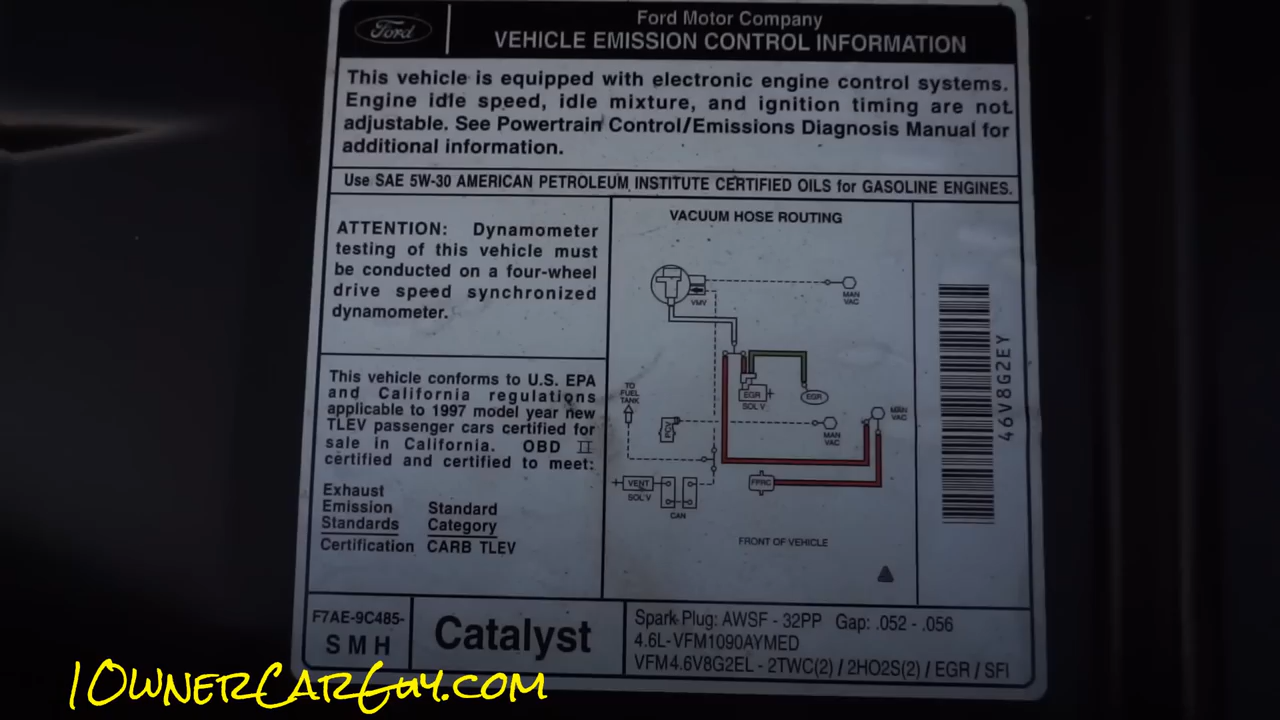 Ford
Ford Motor Company
VEHICLE EMISSION CONTROL INFORMATION
This vehicle is equipped with electronic engine control systems.
Engine idle speed, idle mixture, and ignition timing are not
adjustable. See Powertrain Control/Emissions Diagnosis Manual for
additional information.
Use SAE 5W-30 AMERICAN PETROLEUM INSTITUTE CERTIFIED OILS for GASOLINE ENGINES.
ATTENTION: Dynamometer
testing of this vehicle must
be conducted on a four-wheel
drive speed synchronized
dynamometer.
This vehicle conforms to U.S. EPA
and California regulations
applicable to 1997 model year new
TLEV passenger cars certified for
sale in California. OBD II
certified and certified to meet:
Exhaust
Emission Standard
Standards Category
Certification CARB TLEV
VACUUM HOSE ROUTING
VMV
MAN
VAC
EGR
SOL V
EGR
TO
FUEL
TANK
PCV
MAN
VAC
MAN
VAC
VENT
SOL V
CAN
FPRC
FRONT OF VEHICLE
46V8G2EY
F7AE-9C485-
SMH
Catalyst
Spark Plug: AWSF - 32PP Gap: .052 - .056
4.6L-VFM1090AYMED
VFM4.6V8G2EL - 2TWC(2) / 2HO2S(2) / EGR / SFI
1OwnerCarGuy.com